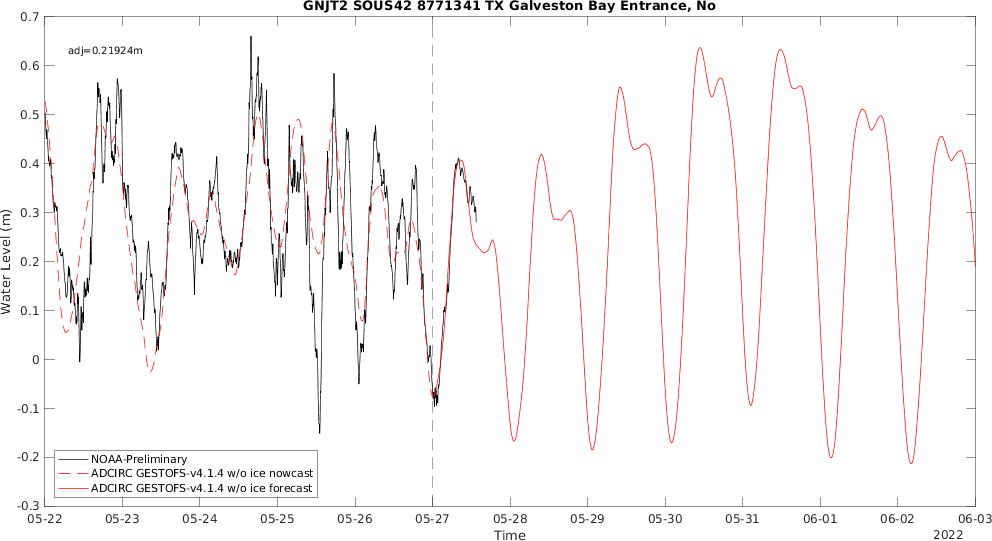 GNJT2 SOUS42 8771341 TX Galveston Bay Entrance, No
adj=0.21924m
Water Level (m)
0.7
0.6
0.5
0.4
0.3
0.2
0.1
0
-0.1
-0.2
-0.3
NOAA-Preliminary
ADCIRC GESTOFS-v4.1.4 w/o ice nowcast
ADCIRC GESTOFS-v4.1.4 w/o ice forecast
05-22 05-23 05-24 05-25 05-26 05-27 05-28 05-29 05-30 05-31 06-01 06-02 06-03
Time
2022